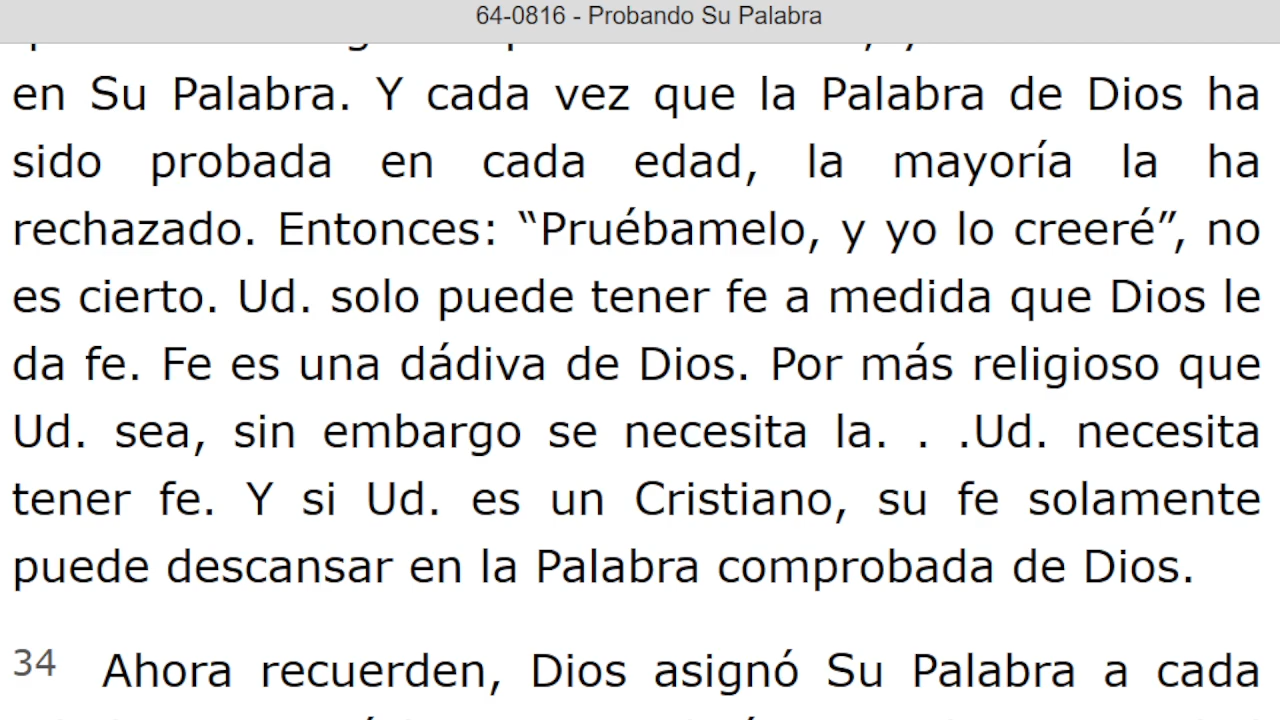 64-0816 - Probando Su Palabra
en Su Palabra. Y cada vez que la Palabra de Dios ha
sido probada en cada edad, la mayoría la ha
rechazado. Entonces: “Pruébamelo, y yo lo creeré”, no
es cierto. Ud. solo puede tener fe a medida que Dios le
da fe. Fe es una dádiva de Dios. Por más religioso que
Ud. sea, sin embargo se necesita la. . .Ud. necesita
tener fe. Y si Ud. es un Cristiano, su fe solamente
puede descansar en la Palabra comprobada de Dios.
34 Ahora recuerden, Dios asignó Su Palabra a cada